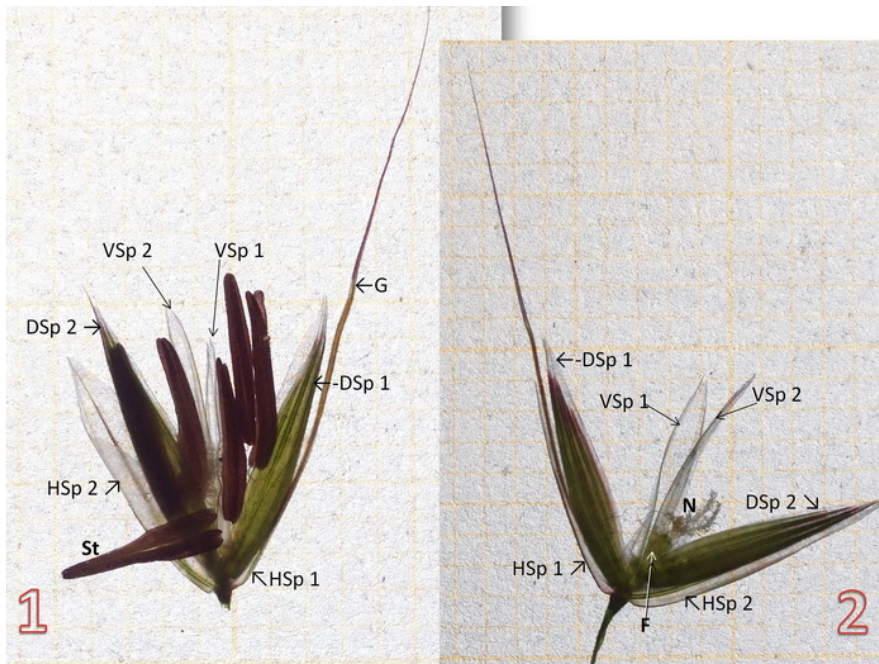 VSp 2
VSp 1
DSp 2 →
← G
←-DSp 1
HSp 2 ↗
St
↖HSp 1
1
←-DSp 1
VSp 1
VSp 2
N
DSp 2 ↘
HSp 1 ↗
↖HSp 2
F
2